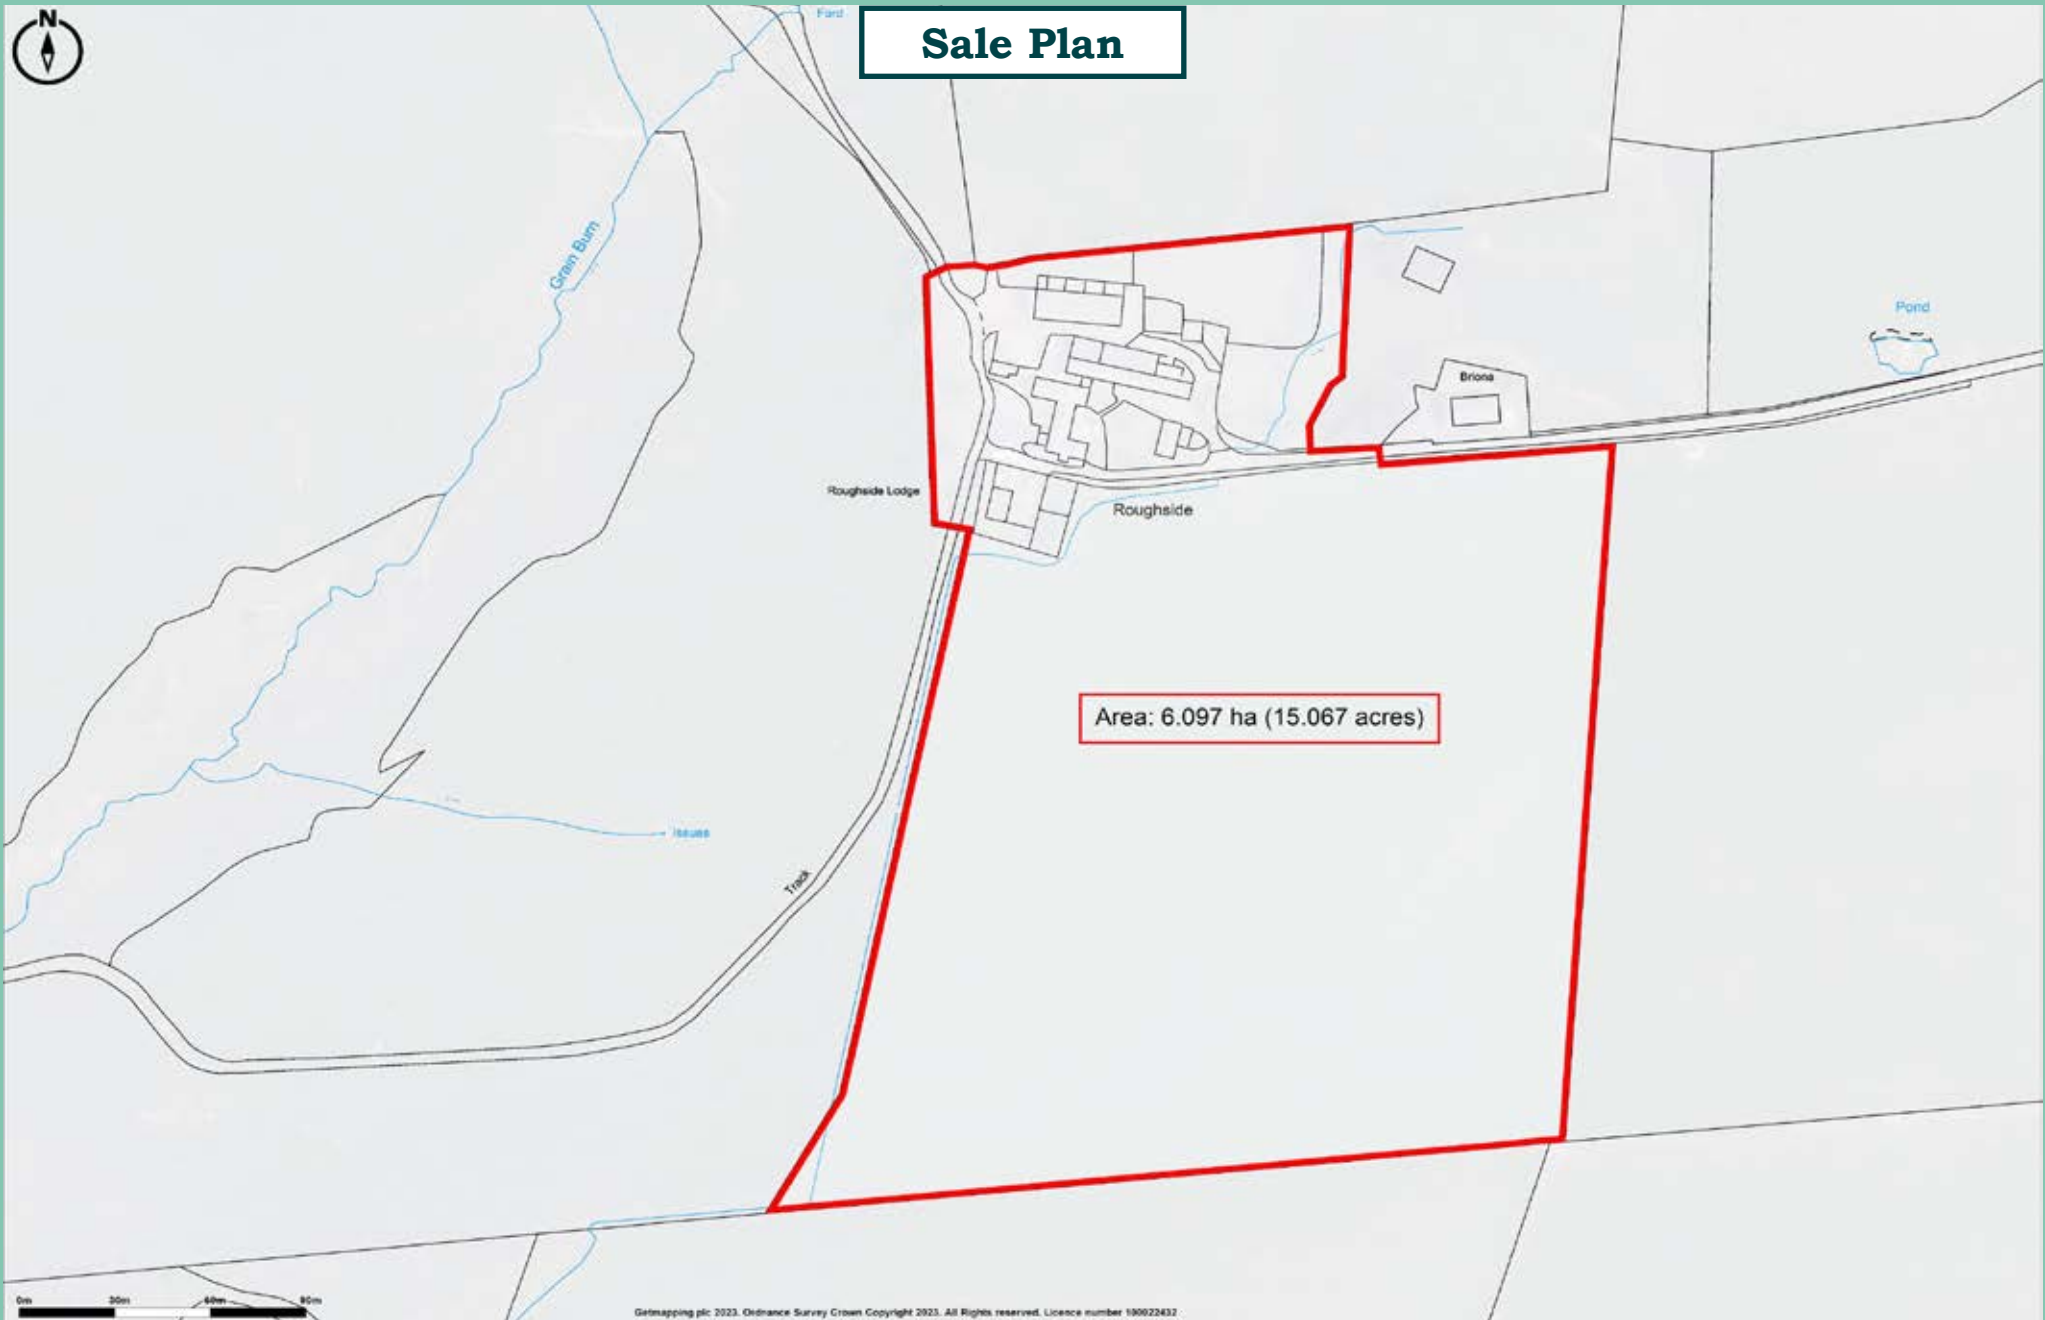 N
Ford
Sale Plan
Grain Burn
Pond
Briona
Roughside Lodge
Roughside
Area: 6.097 ha (15.067 acres)
Issues
Track
0m 30m 60m 90m
Getmapping plc 2023. Ordnance Survey Crown Copyright 2023. All Rights reserved. Licence number 100022432